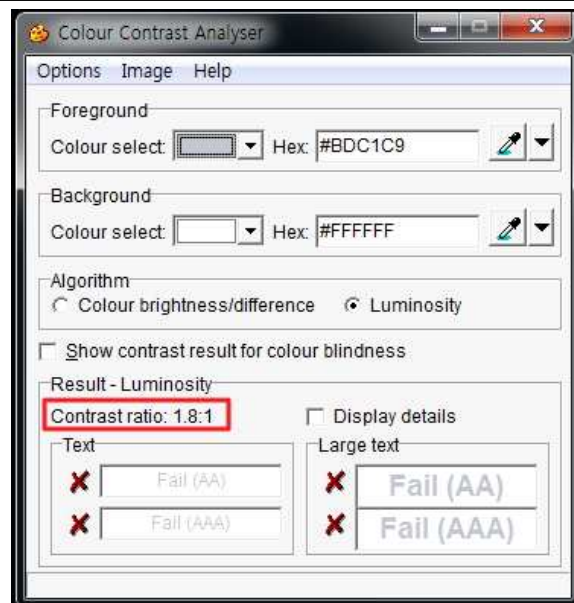 Colour Contrast Analyser
Options Image Help
Foreground
Colour select: Hex: #BDC1C9
Background
Colour select: Hex: #FFFFFF
Algorithm
Colour brightness/difference Luminosity
Show contrast result for colour blindness
Result - Luminosity
Contrast ratio: 1.8:1 Display details
Text Large text
Fail (AA) Fail (AA)
Fail (AAA) Fail (AAA)